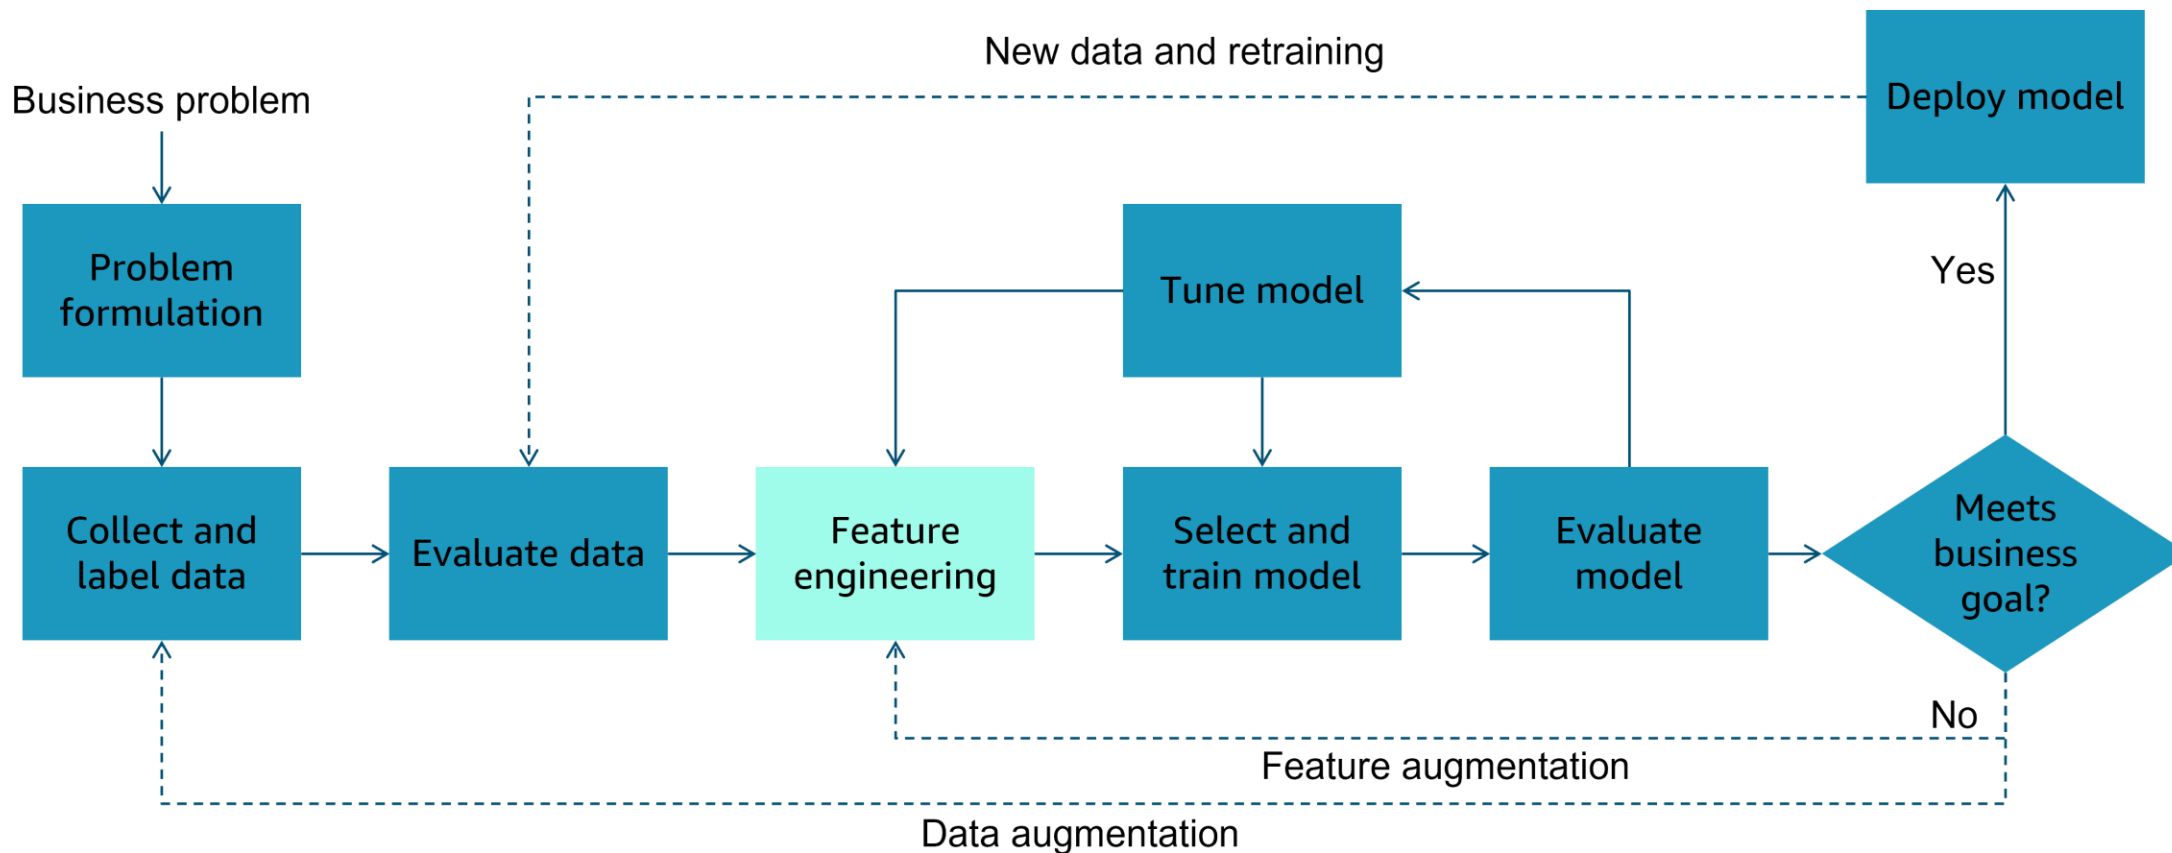 New data and retraining
Deploy model
Business problem
Problem
formulation
Tune model
Yes
Collect and
label data
Evaluate data
Feature
engineering
Select and
train model
Evaluate
model
Meets
business
goal?
No
Feature augmentation
Data augmentation